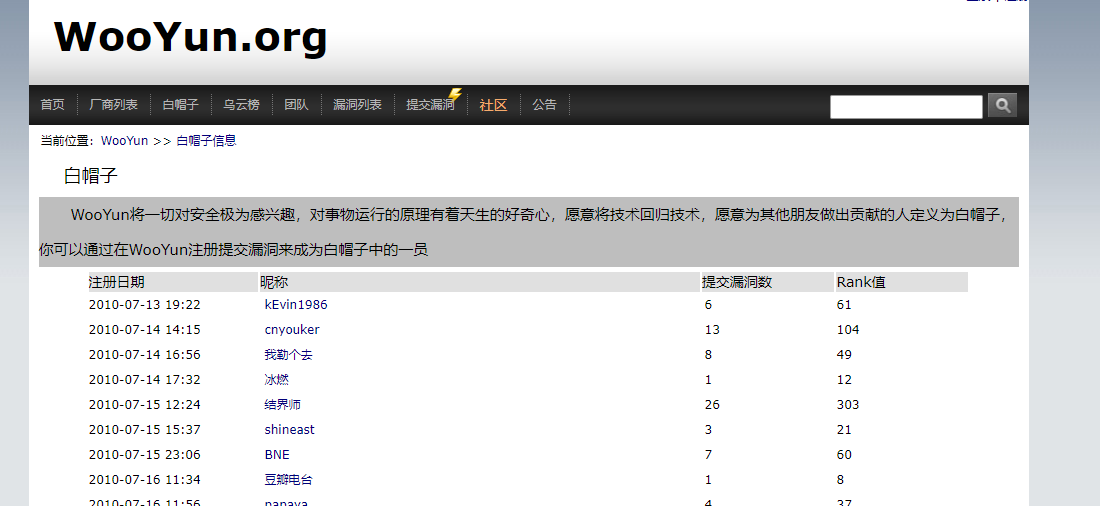 WooYun.org
首页 厂商列表 白帽子 乌云榜 团队 漏洞列表 提交漏洞 社区 公告
当前位置：WooYun >> 白帽子信息
白帽子
WooYun将一切对安全极为感兴趣，对事物运行的原理有着天生的好奇心，愿意将技术回归技术，愿意为其他朋友做出贡献的人定义为白帽子，
你可以通过在WooYun注册提交漏洞来成为白帽子中的一员
注册日期 昵称 提交漏洞数 Rank值
2010-07-13 19:22 kEvin1986 6 61
2010-07-14 14:15 cnyouker 13 104
2010-07-14 16:56 我勒个去 8 49
2010-07-14 17:32 冰燃 1 12
2010-07-15 12:24 结界师 26 303
2010-07-15 15:37 shineast 3 21
2010-07-15 23:06 BNE 7 60
2010-07-16 11:34 豆瓣电台 1 8
2010-07-16 11:56 papaya 4 37